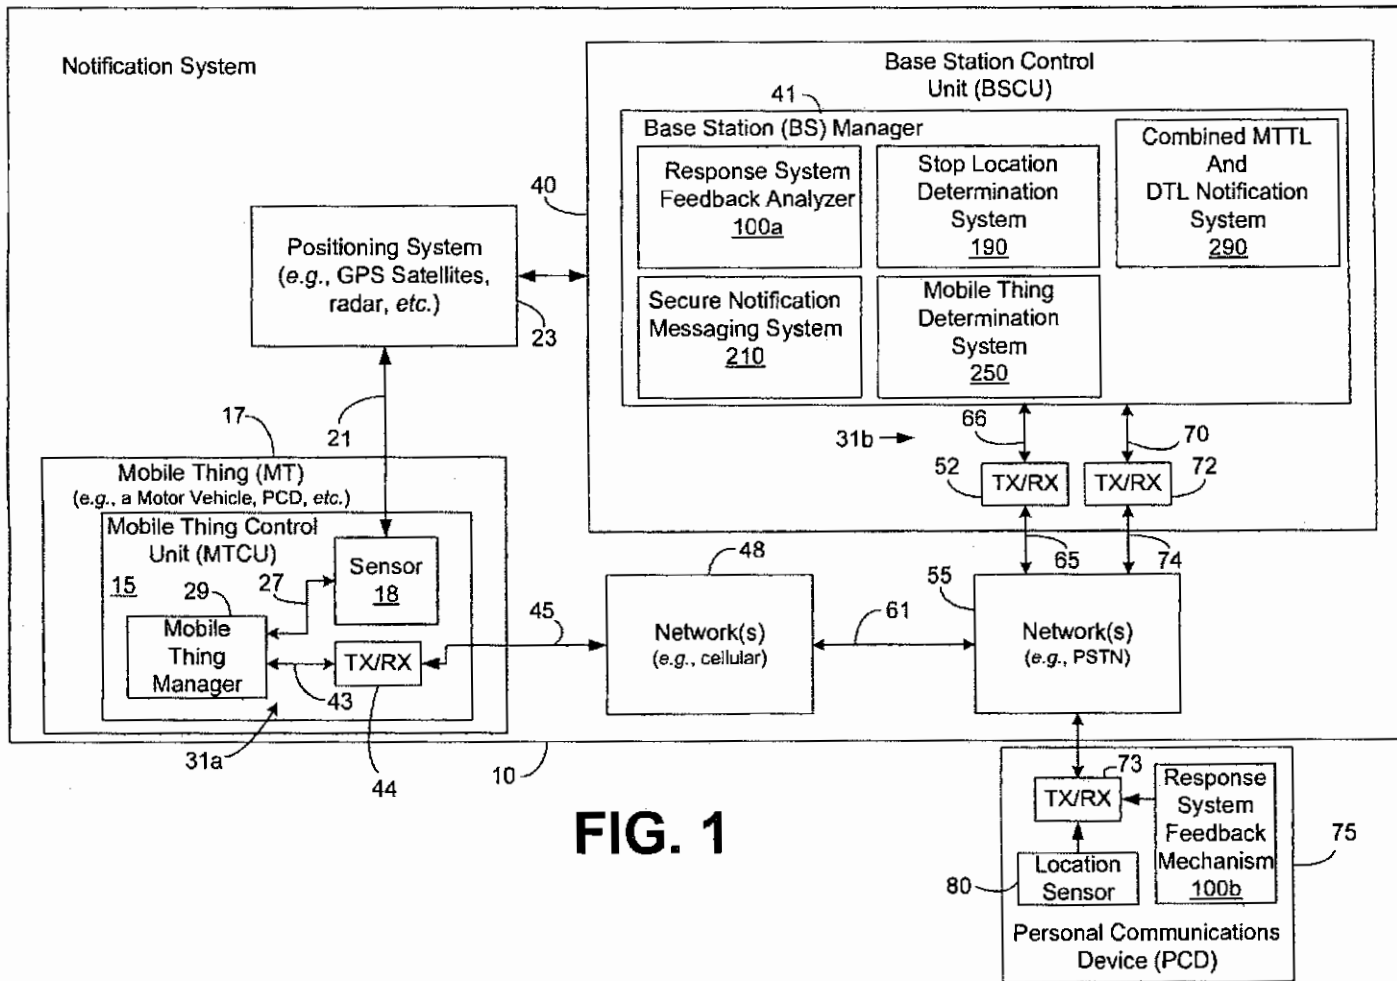 Notification System
Base Station Control
Unit (BSCU)
41
Base Station (BS) Manager
Response System
Feedback Analyzer
100a
Stop Location
Determination
System
190
Combined MTTL
And
DTL Notification
System
290
Secure Notification
Messaging System
210
Mobile Thing
Determination
System
250
40
Positioning System
(e.g., GPS Satellites,
radar, etc.)
23
21
17
66
31b
70
52
TX/RX
TX/RX
72
65
74
Mobile Thing (MT)
(e.g., a Motor Vehicle, PCD, etc.)
Mobile Thing Control
Unit (MTCU)
15
27
29
Sensor
18
Mobile
Thing
Manager
TX/RX
43
31a
44
45
48
Network(s)
(e.g., cellular)
61
55
Network(s)
(e.g., PSTN)
10
73
TX/RX
Response
System
Feedback
Mechanism
100b
75
80
Location
Sensor
Personal Communications
Device (PCD)
FIG. 1